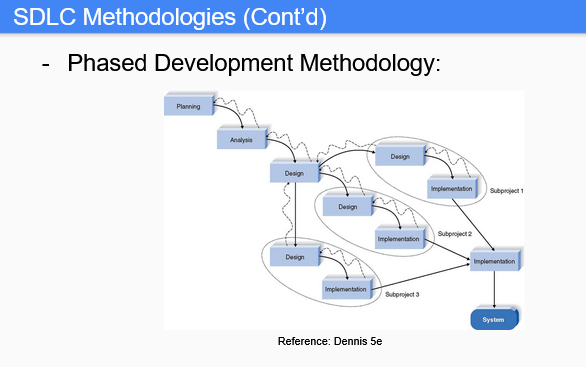 SDLC Methodologies (Cont'd)
- Phased Development Methodology:
Planning
Analysis
Design
Design
Implementation
Subproject 1
Design
Implementation
Subproject 2
Design
Implementation
Subproject 3
Implementation
System
Reference: Dennis 5e